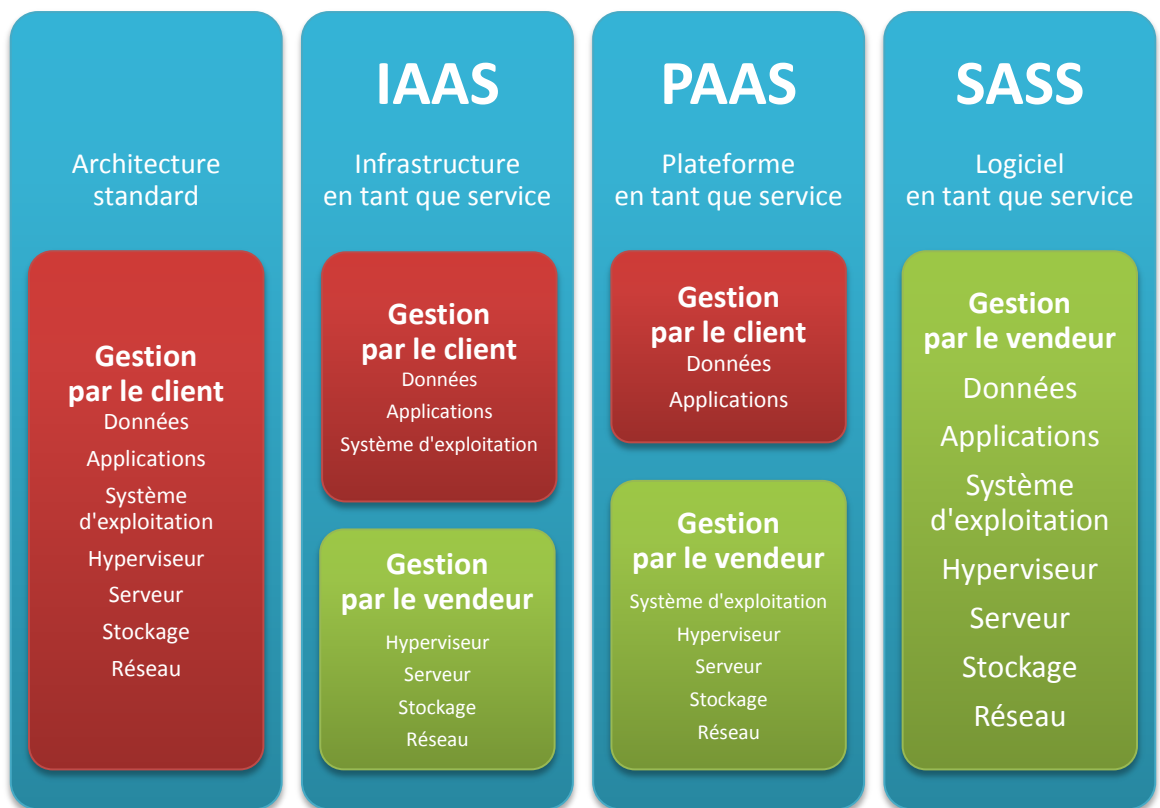 Architecture
standard
Gestion
par le client
Données
Applications
Système
d'exploitation
Hyperviseur
Serveur
Stockage
Réseau
IAAS
Infrastructure
en tant que service
Gestion
par le client
Données
Applications
Système d'exploitation
Gestion
par le vendeur
Hyperviseur
Serveur
Stockage
Réseau
PAAS
Plateforme
en tant que service
Gestion
par le client
Données
Applications
Gestion
par le vendeur
Système d'exploitation
Hyperviseur
Serveur
Stockage
Réseau
SASS
Logiciel
en tant que service
Gestion
par le vendeur
Données
Applications
Système
d'exploitation
Hyperviseur
Serveur
Stockage
Réseau